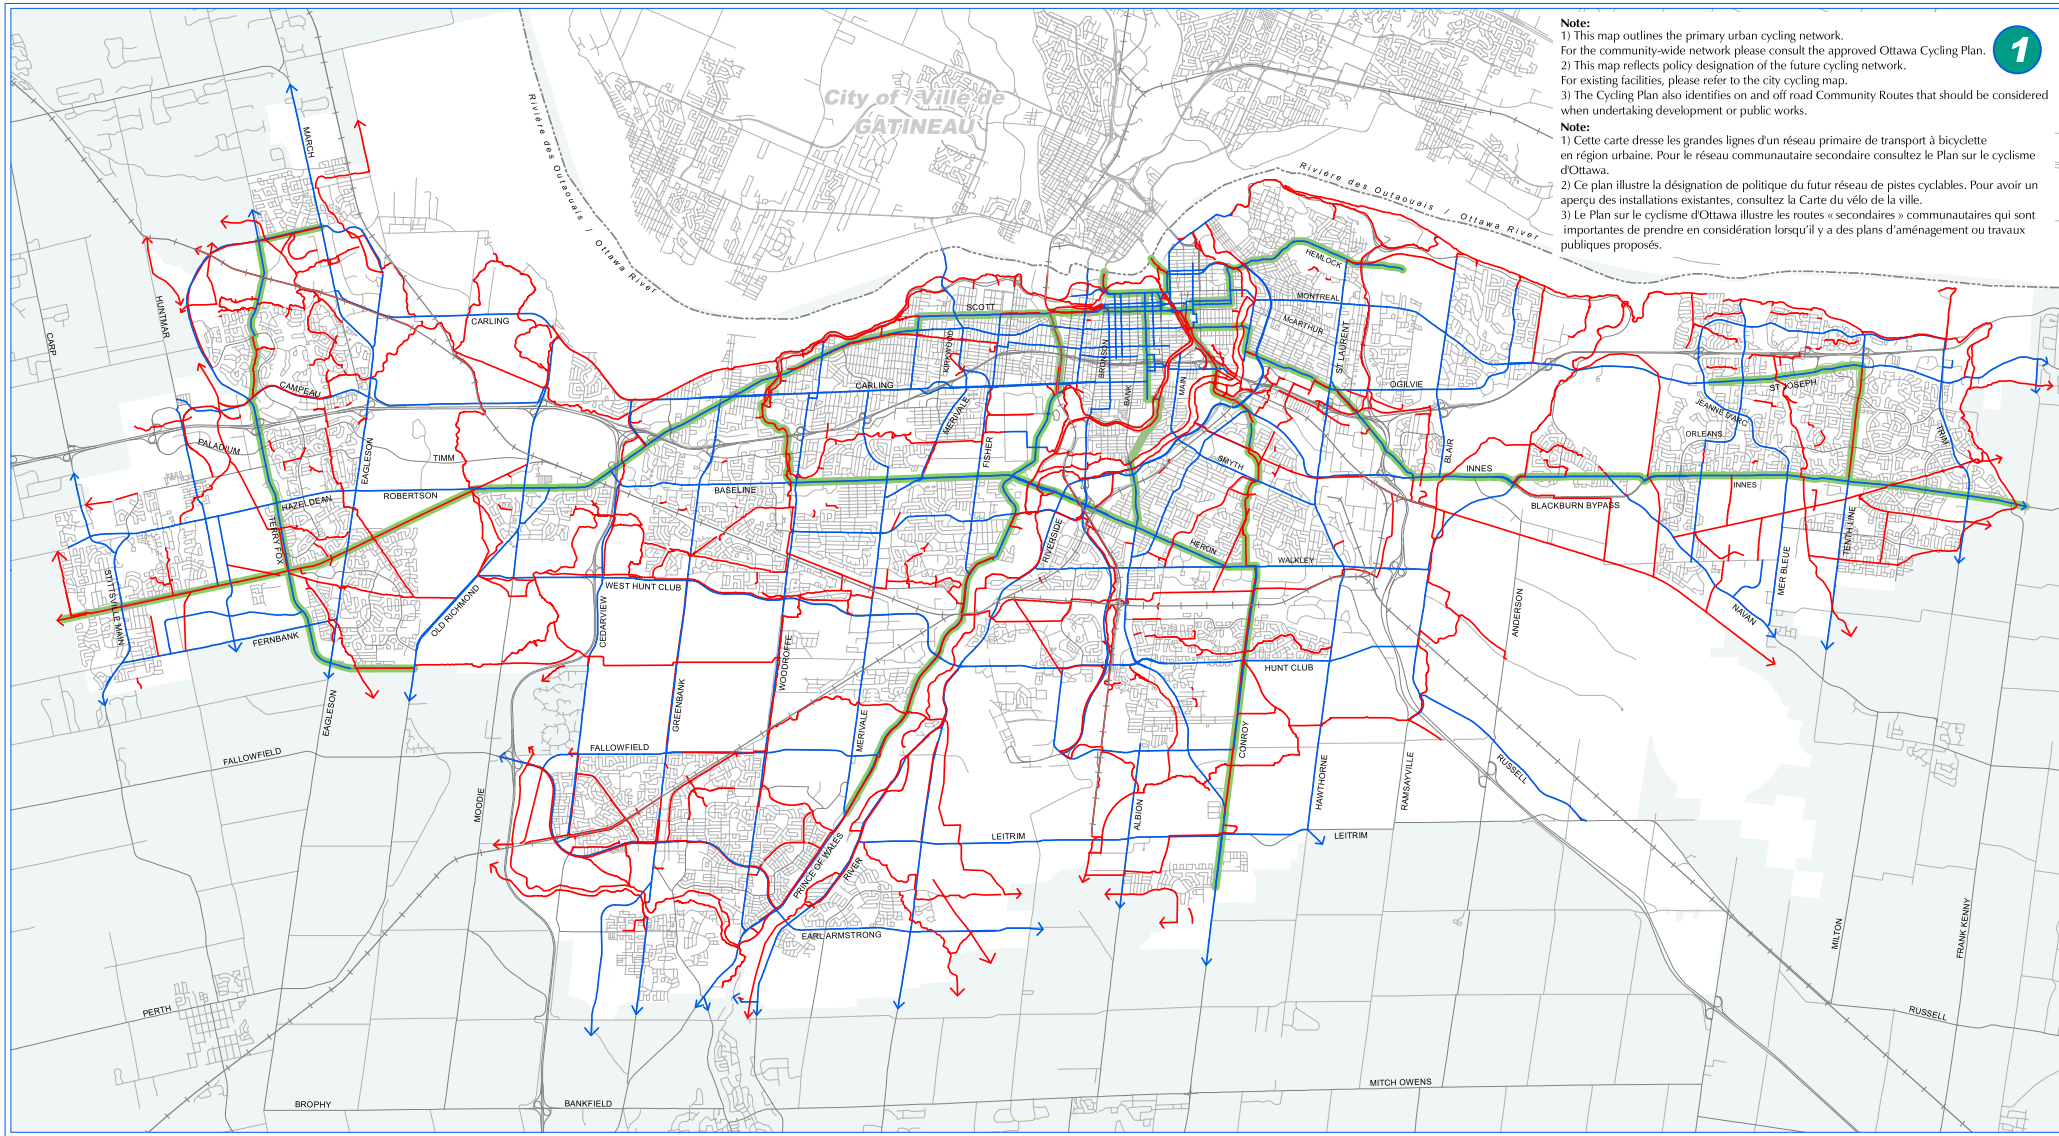 Note:
1) This map outlines the primary urban cycling network.
For the community-wide network please consult the approved Ottawa Cycling Plan.
2) This map reflects policy designation of the future cycling network.
For existing facilities, please refer to the city cycling map.
3) The Cycling Plan also identifies on and off road Community Routes that should be considered
when undertaking development or public works.
Note:
1) Cette carte dresse les grandes lignes d'un réseau primaire de transport à bicyclette
en région urbaine. Pour le réseau communautaire secondaire consultez le Plan sur le cyclisme
d'Ottawa.
2) Ce plan illustre la désignation de politique du futur réseau de pistes cyclables. Pour avoir un
aperçu des installations existantes, consultez la Carte du vélo de la ville.
3) Le Plan sur le cyclisme d'Ottawa illustre les routes « secondaires » communautaires qui sont
importantes de prendre en considération lorsqu'il y a des plans d'aménagement ou travaux
publiques proposés.
1
City of / Ville de
GATINEAU
Rivière des Outaouais / Ottawa River
Rivière des Outaouais / Ottawa River
MARCH
HUNTMAR
CARP
CARLING
SCOTT
HEMLOCK
MONTREAL
McARTHUR
ST LAURENT
KIRKWOOD
BRONSON
BANK
MAIN
CARLING
OGILVIE
CAMPEAU
MERIVALE
ST JOSEPH
JEANNE D'ARC
ORLEANS
TRIM
PALADIUM
EAGLESON
TIMM
FISHER
SMYTH
BLAIR
INNES
INNES
HAZELDEAN
ROBERTSON
BASELINE
BLACKBURN BYPASS
TERRY FOX
RIVERSIDE
HERON
WALKLEY
TENTH LINE
MER BLEUE
STITTSVILLE MAIN
WEST HUNT CLUB
OLD RICHMOND
CEDARVIEW
FERNBANK
WOODROFFE
ANDERSON
NAVAN
HUNT CLUB
EAGLESON
GREENBANK
MERIVALE
CONROY
FALLOWFIELD
FALLOWFIELD
MOODIE
HAWTHORNE
RAMSAYVILLE
RUSSELL
ALBION
LEITRIM
LEITRIM
PRINCE OF WALES
RIVER
EARL ARMSTRONG
MILTON
FRANK KENNY
PERTH
RUSSELL
MITCH OWENS
BROPHY
BANKFIELD